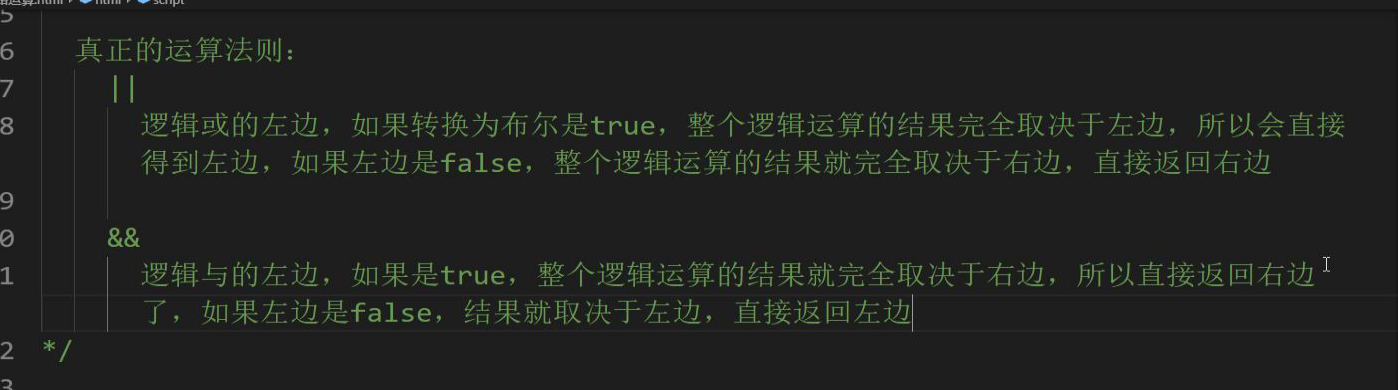 html
script
5
6 真正的运算法则：
7 ||
8 逻辑或的左边，如果转换为布尔是true，整个逻辑运算的结果完全取决于左边，所以会直接
得到左边，如果左边是false，整个逻辑运算的结果就完全取决于右边，直接返回右边
9
0 &&
1 逻辑与的左边，如果是true，整个逻辑运算的结果就完全取决于右边，所以直接返回右边
了，如果左边是false，结果就取决于左边，直接返回左边
2 */
3